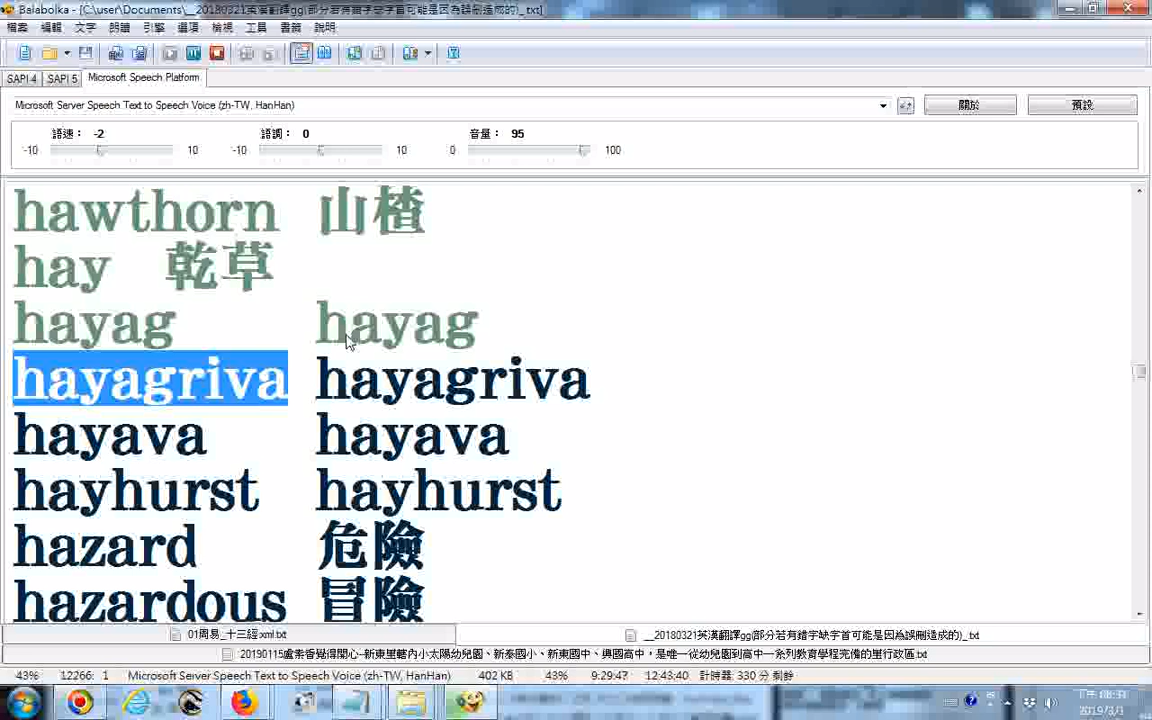 Balabolka - [C:\user\Documents\__20180321英漢翻譯gg(部分若有錯字缺字首可能是因為誤刪造成的)_.txt]
檔案 編輯 文字 朗讀 引擎 選項 檢視 工具 書籤 說明
SAPI 4 SAPI 5 Microsoft Speech Platform
Microsoft Server Speech Text to Speech Voice (zh-TW, HanHan) 關於 預設
語速： -2 語調： 0 音量： 95
-10 10 -10 10 0 100
hawthorn 山楂
hay 乾草
hayag hayag
hayagriva hayagriva
hayava hayava
hayhurst hayhurst
hazard 危險
hazardous 冒險
01周易_十三經.xml.txt __20180321英漢翻譯gg(部分若有錯字缺字首可能是因為誤刪造成的)_.txt
20190115盧素香覺得開心-新東里轄內小太陽幼兒園、新泰國小、新東國中、興國高中，是唯一從幼兒園到高中一系列教育學程完備的里行政區.txt
43% 12266: 1 Microsoft Server Speech Text to Speech Voice (zh-TW, HanHan) 402 KB 43% 9:29:47 12:43:40 計時器: 330 分 剩餘